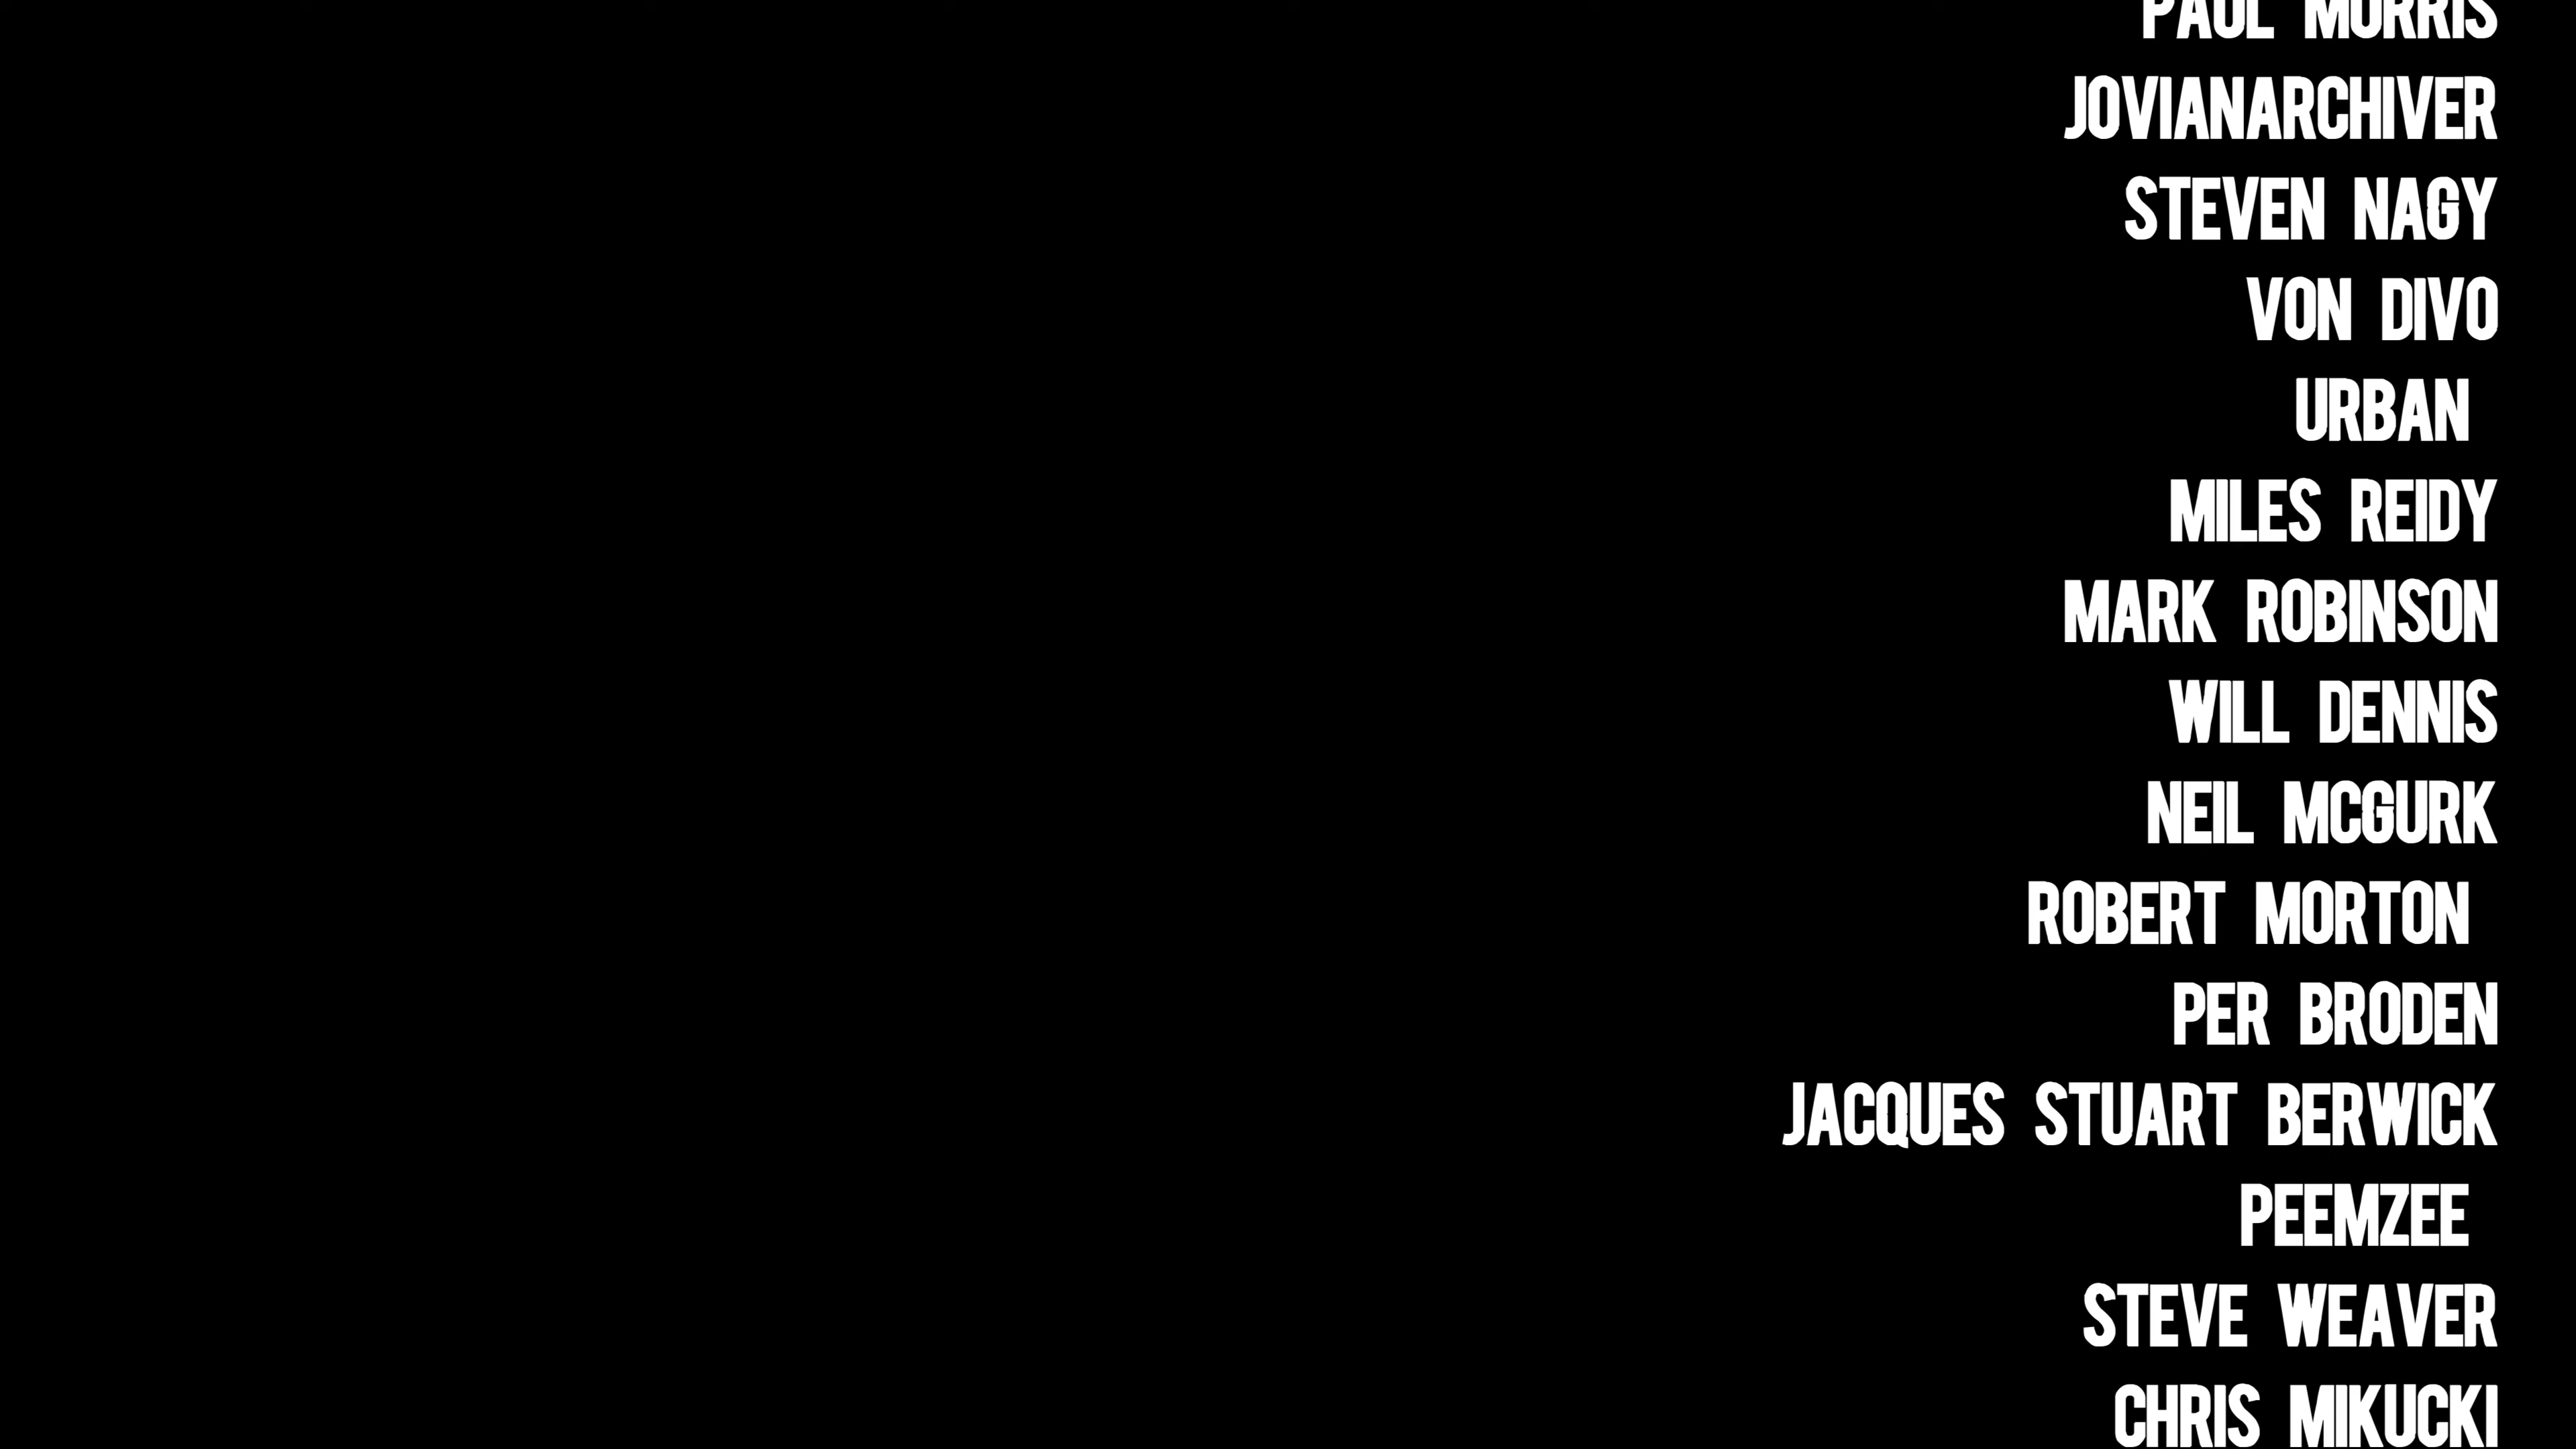 PAUL MORRIS
JOVIANARCHIVER
STEVEN NAGY
VON DIVO
URBAN
MILES REIDY
MARK ROBINSON
WILL DENNIS
NEIL MCGURK
ROBERT MORTON
PER BRODEN
JACQUES STUART BERWICK
PEEMZEE
STEVE WEAVER
CHRIS MIKUCKI